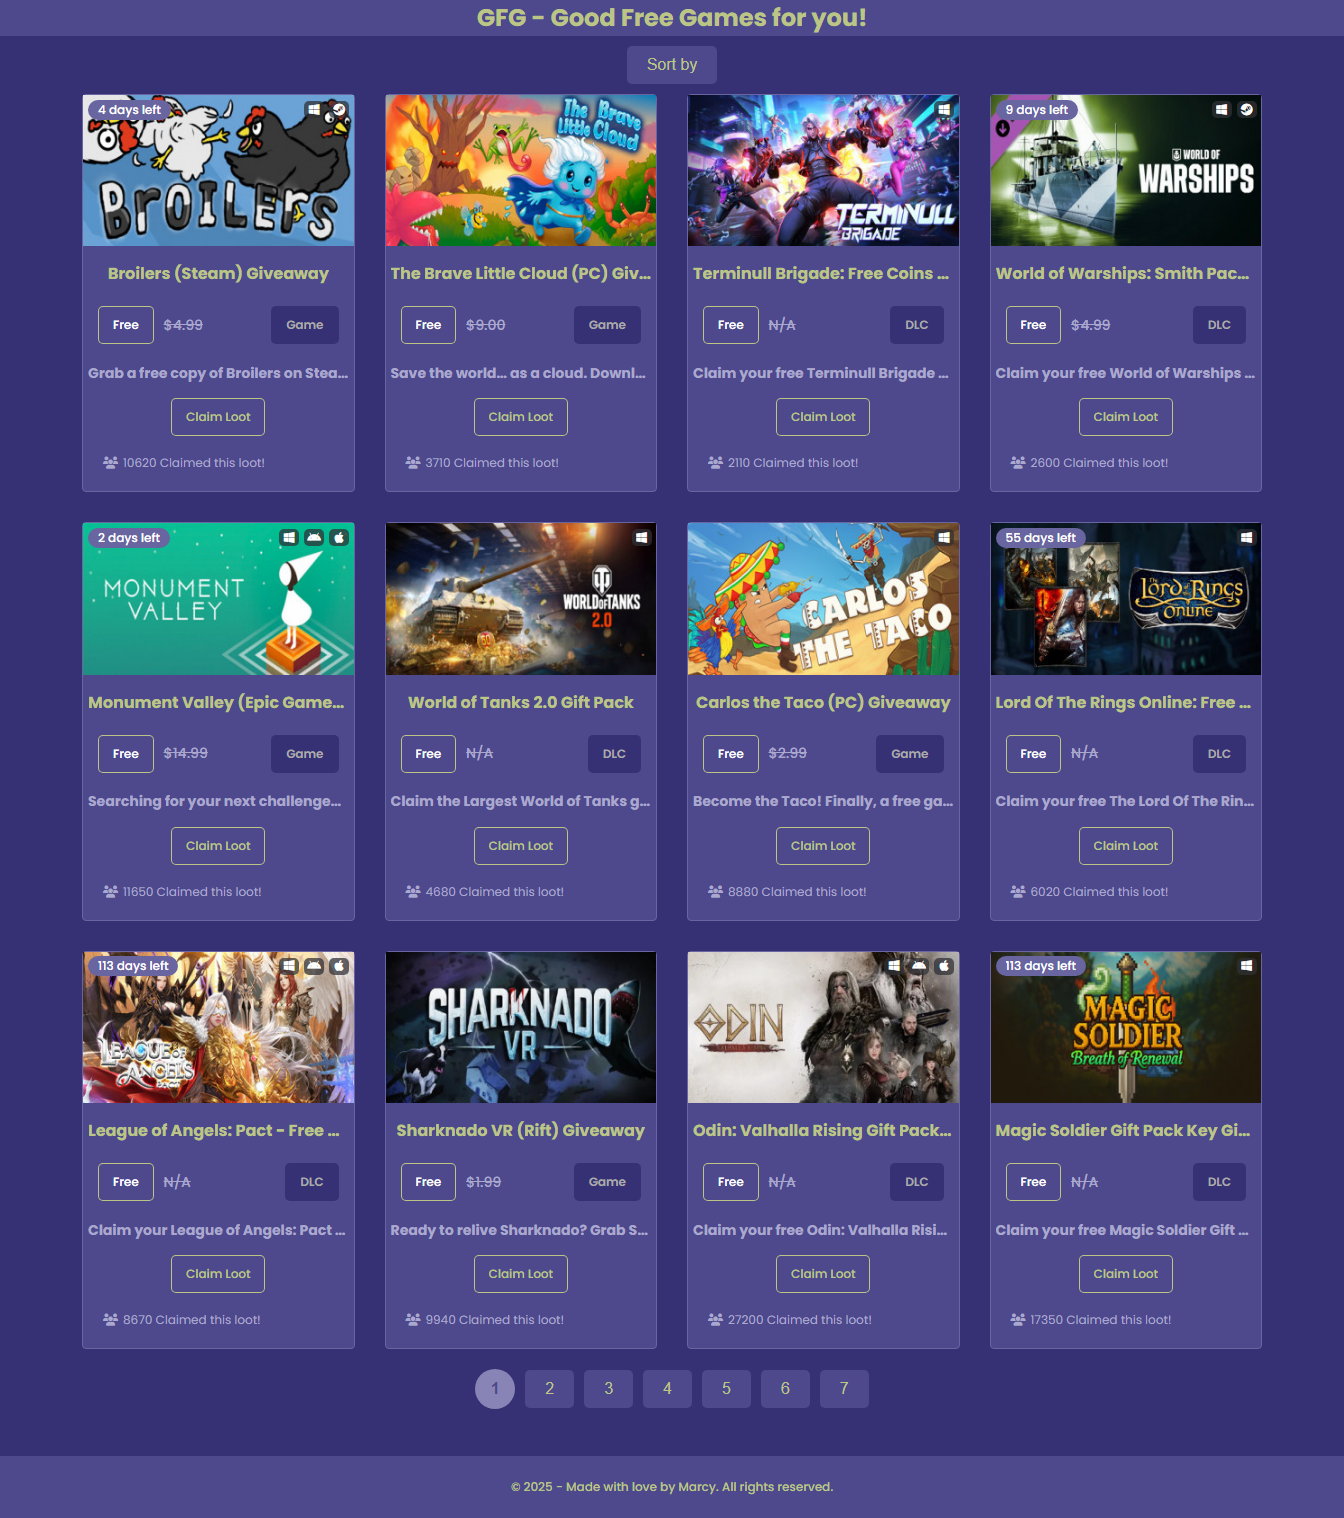 GFG - Good Free Games for you!
Sort by
4 days left
BroILErs
Broilers (Steam) Giveaway
Free $4.99 Game
Grab a free copy of Broilers on Stea...
Claim Loot
10620 Claimed this loot!
The Brave
Little Cloud
The Brave Little Cloud (PC) Giv...
Free $9.00 Game
Save the world... as a cloud. Downl...
Claim Loot
3710 Claimed this loot!
TERMINULL
BRIGADE
Terminull Brigade: Free Coins ...
Free N/A DLC
Claim your free Terminull Brigade ...
Claim Loot
2110 Claimed this loot!
9 days left
WORLD OF
WARSHIPS
World of Warships: Smith Pac...
Free $4.99 DLC
Claim your free World of Warships ...
Claim Loot
2600 Claimed this loot!
2 days left
MONUMENT
VALLEY
Monument Valley (Epic Game...
Free $14.99 Game
Searching for your next challenge...
Claim Loot
11650 Claimed this loot!
WORLD OF TANKS
2.0
World of Tanks 2.0 Gift Pack
Free N/A DLC
Claim the Largest World of Tanks g...
Claim Loot
4680 Claimed this loot!
CARLOS
THE TACO
Carlos the Taco (PC) Giveaway
Free $2.99 Game
Become the Taco! Finally, a free ga...
Claim Loot
8880 Claimed this loot!
55 days left
The Lord of the Rings
Online
Lord Of The Rings Online: Free ...
Free N/A DLC
Claim your free The Lord Of The Rin...
Claim Loot
6020 Claimed this loot!
113 days left
LEAGUE OF
ANGELS
PACT
League of Angels: Pact - Free ...
Free N/A DLC
Claim your League of Angels: Pact ...
Claim Loot
8670 Claimed this loot!
SHARKNADO
VR
Sharknado VR (Rift) Giveaway
Free $1.99 Game
Ready to relive Sharknado? Grab S...
Claim Loot
9940 Claimed this loot!
ODIN
Odin: Valhalla Rising Gift Pack...
Free N/A DLC
Claim your free Odin: Valhalla Risi...
Claim Loot
27200 Claimed this loot!
113 days left
MAGIC
SOLDIER
Breath of Renewal
Magic Soldier Gift Pack Key Gi...
Free N/A DLC
Claim your free Magic Soldier Gift ...
Claim Loot
17350 Claimed this loot!
1 2 3 4 5 6 7
© 2025 - Made with love by Marcy. All rights reserved.